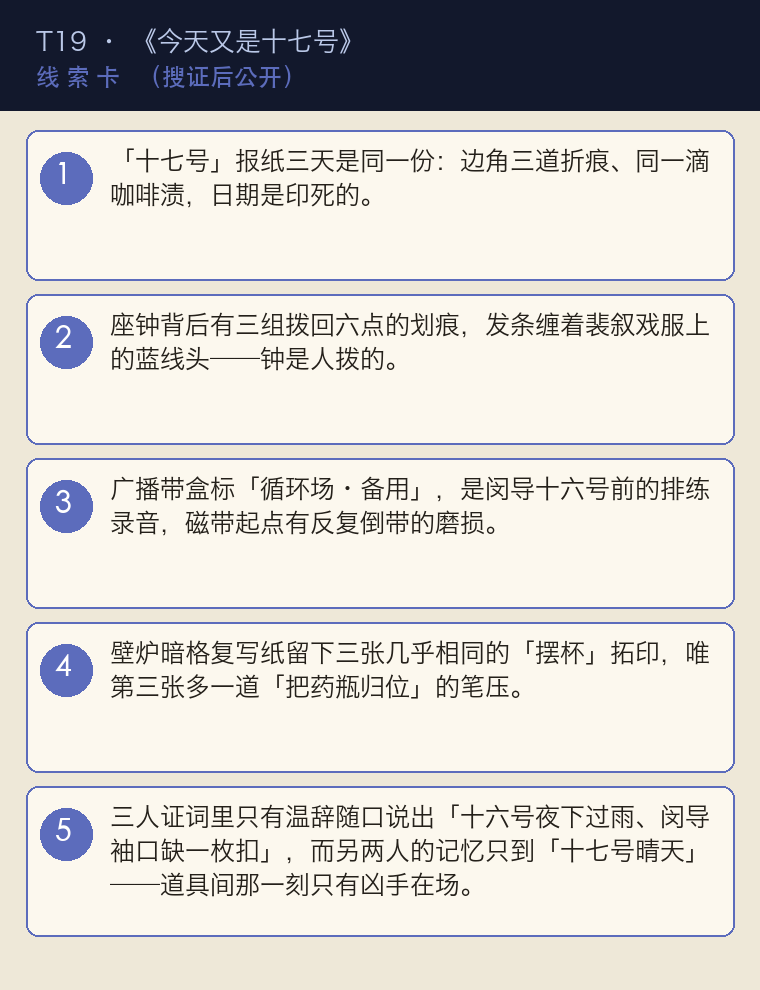 T19 · 《今天又是十七号》
线索卡 （搜证后公开）
1
「十七号」报纸三天是同一份：边角三道折痕、同一滴
咖啡渍，日期是印死的。
2
座钟背后有三组拨回六点的划痕，发条缠着裴叙戏服上
的蓝线头——钟是人拨的。
3
广播带盒标「循环场・备用」，是闵导十六号前的排练
录音，磁带起点有反复倒带的磨损。
4
壁炉暗格复写纸留下三张几乎相同的「摆杯」拓印，唯
第三张多一道「把药瓶归位」的笔压。
5
三人证词里只有温辞随口说出「十六号夜下过雨、闵导
袖口缺一枚扣」，而另两人的记忆只到「十七号晴天」
——道具间那一刻只有凶手在场。